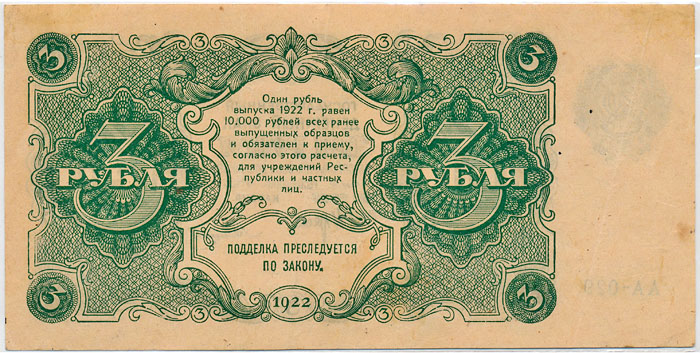 3 3 3 3
Один рубль
выпуска 1922 г. равен
10,000 рублей всех ранее
выпущенных образцов
и обязателен к приему,
согласно этого расчета,
для учреждений Рес-
публики и частных
лиц.
3 РУБЛЯ
3 РУБЛЯ
ПОДДЕЛКА ПРЕСЛЕДУЕТСЯ
ПО ЗАКОНУ.
3 3 1922 3 3